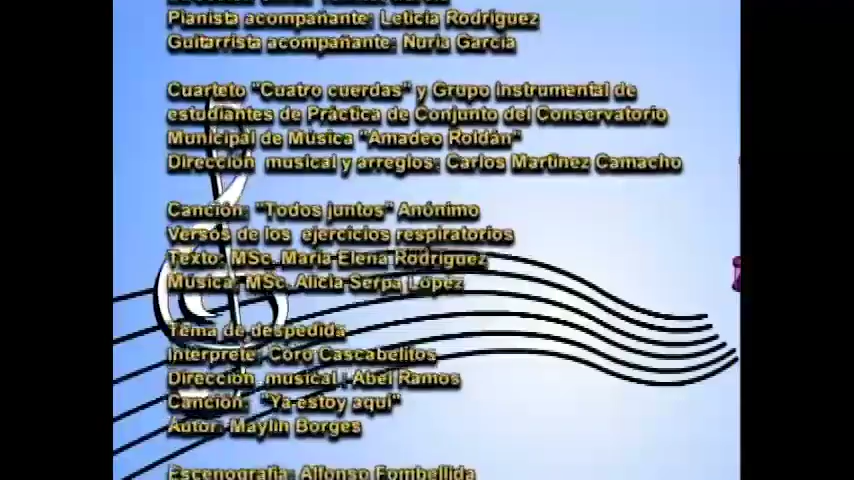 Pianista acompañante: Leticia Rodríguez
Guitarrista acompañante: Nuria García
Cuarteto "Cuatro cuerdas" y Grupo Instrumental de
estudiantes de Práctica de Conjunto del Conservatorio
Municipal de Música "Amadeo Roldán"
Dirección musical y arreglos: Carlos Martínez Camacho
Canción: "Todos juntos" Anónimo
Versos de los ejercicios respiratorios
Texto: MSc. María Elena Rodríguez
Música: MSc. Alicia Serpa López
Tema de despedida
Intérprete: Coro Cascabelitos
Dirección musical: Abel Ramos
Canción: "Ya estoy aquí"
Autor: Maylin Borges
Escenografía: Alfonso Fombellida